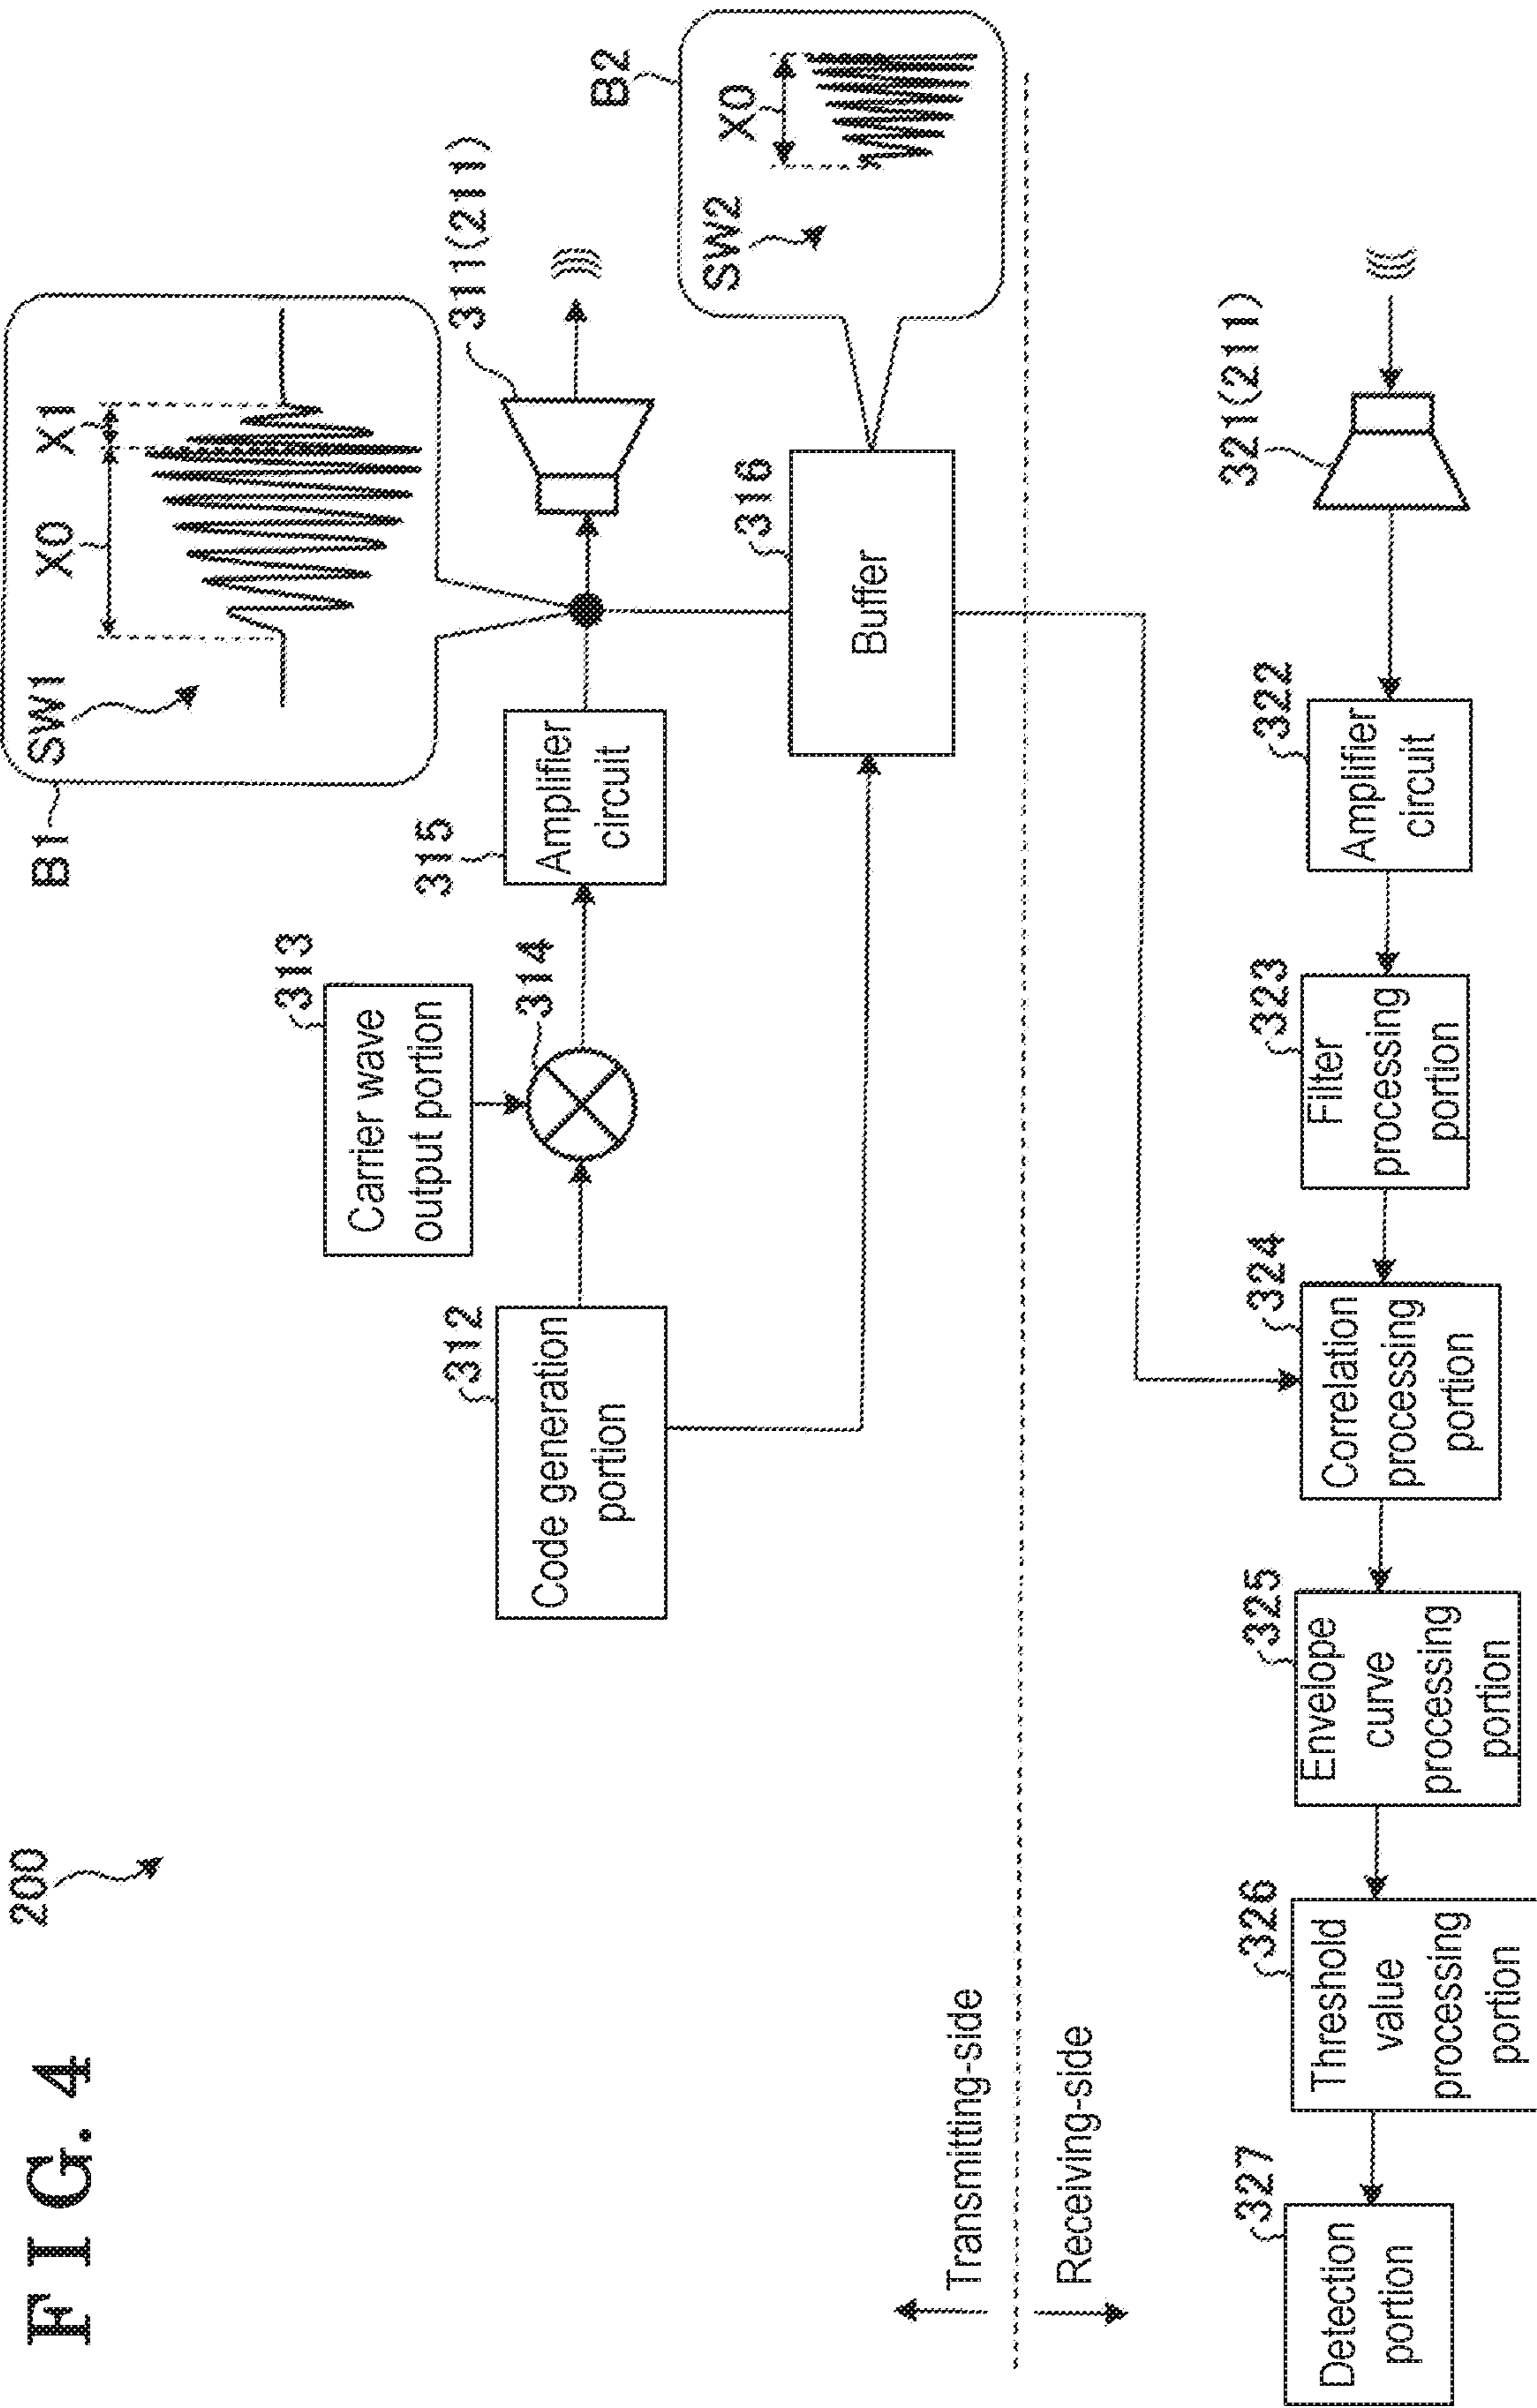 FIG. 4
200
B1
SW1
X0
X1
313
Carrier wave
output portion
312
Code generation
portion
314
315
Amplifier
circuit
311(211)
316
Buffer
B2
SW2
X0
Transmitting-side
Receiving-side
327
Detection
portion
326
Threshold
value
processing
portion
325
Envelope
curve
processing
portion
324
Correlation
processing
portion
323
Filter
processing
portion
322
Amplifier
circuit
321(211)